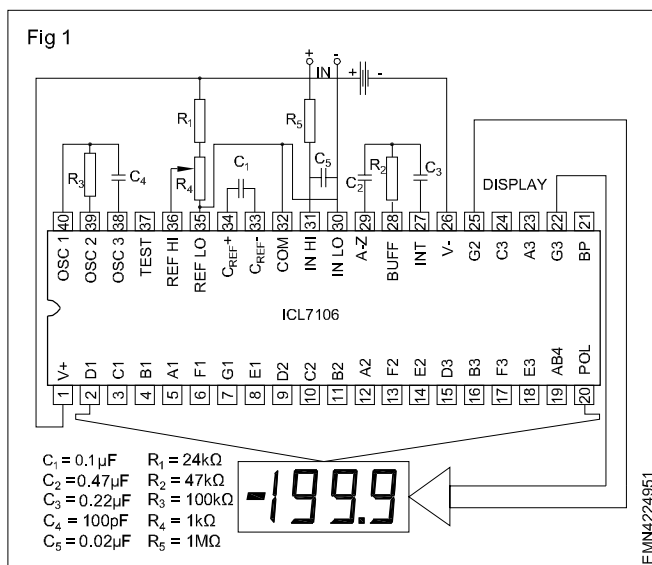 Fig 1
+ -
IN
+ -
R1
R5
R3
C4
R4
C1
C5
C2
R2
C3
DISPLAY
40 39 38 37 36 35 34 33 32 31 30 29 28 27 26 25 24 23 22 21
OSC 1 OSC 2 OSC 3 TEST REF HI REF LO CREF+ CREF- COM IN HI IN LO A-Z BUFF INT V- G2 C3 A3 G3 BP
ICL7106
V+ D1 C1 B1 A1 F1 G1 E1 D2 C2 B2 A2 F2 E2 D3 B3 F3 E3 AB4 POL
1 2 3 4 5 6 7 8 9 10 11 12 13 14 15 16 17 18 19 20
C1 = 0.1µF R1 = 24kΩ
C2 = 0.47µF R2 = 47kΩ
C3 = 0.22µF R3 = 100kΩ
C4 = 100pF R4 = 1kΩ
C5 = 0.02µF R5 = 1MΩ
-199.9
EMN4224951